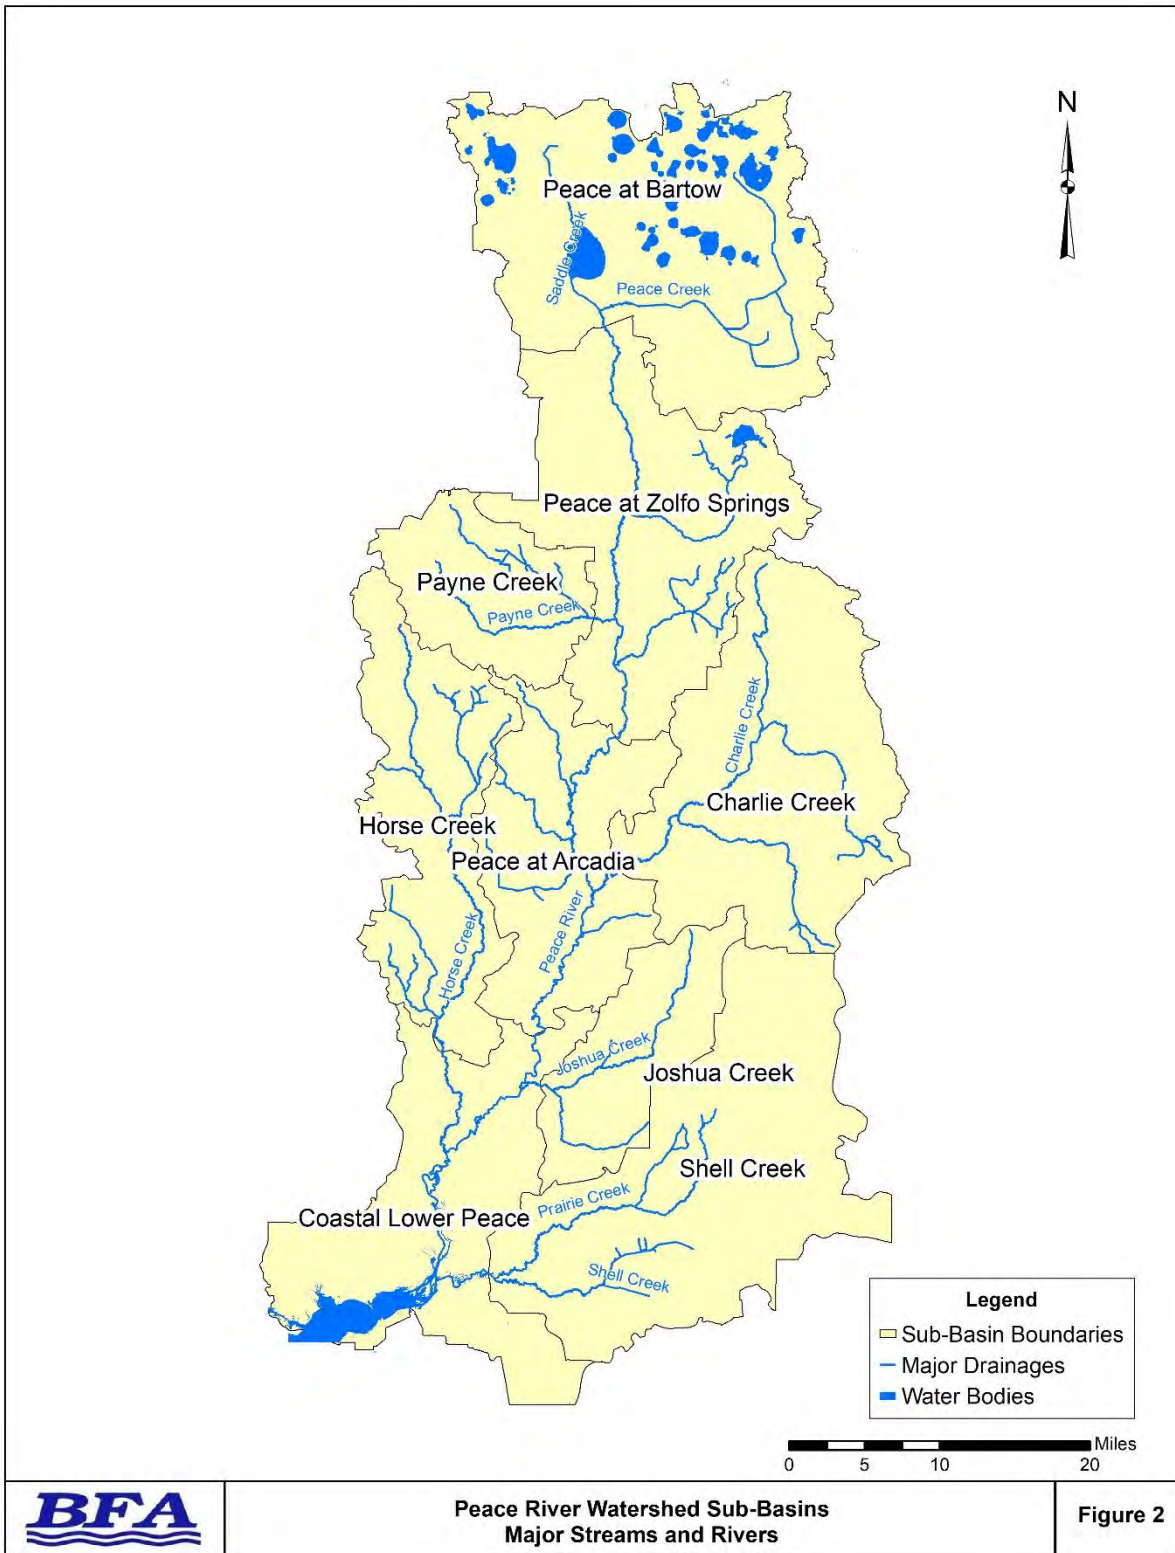 N
Peace at Bartow
Saddle Creek
Peace Creek
Peace at Zolfo Springs
Payne Creek
Payne Creek
Charlie Creek
Charlie Creek
Horse Creek
Peace at Arcadia
Peace River
Horse Creek
Joshua Creek
Joshua Creek
Shell Creek
Prairie Creek
Coastal Lower Peace
Shell Creek
Legend
Sub-Basin Boundaries
Major Drainages
Water Bodies
Miles
0 5 10 20
BFA
Peace River Watershed Sub-Basins
Major Streams and Rivers
Figure 2